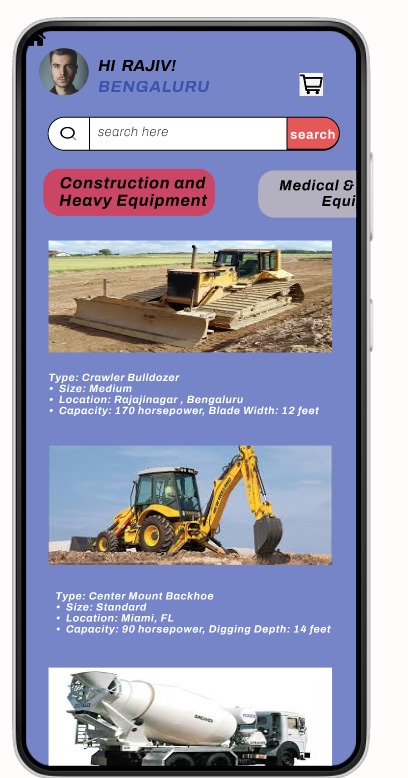 HI RAJIV!
BENGALURU
search here
search
Construction and
Heavy Equipment
Medical &
Equi
Type: Crawler Bulldozer
• Size: Medium
• Location: Rajajinagar , Bengaluru
• Capacity: 170 horsepower, Blade Width: 12 feet
Type: Center Mount Backhoe
• Size: Standard
• Location: Miami, FL
• Capacity: 90 horsepower, Digging Depth: 14 feet